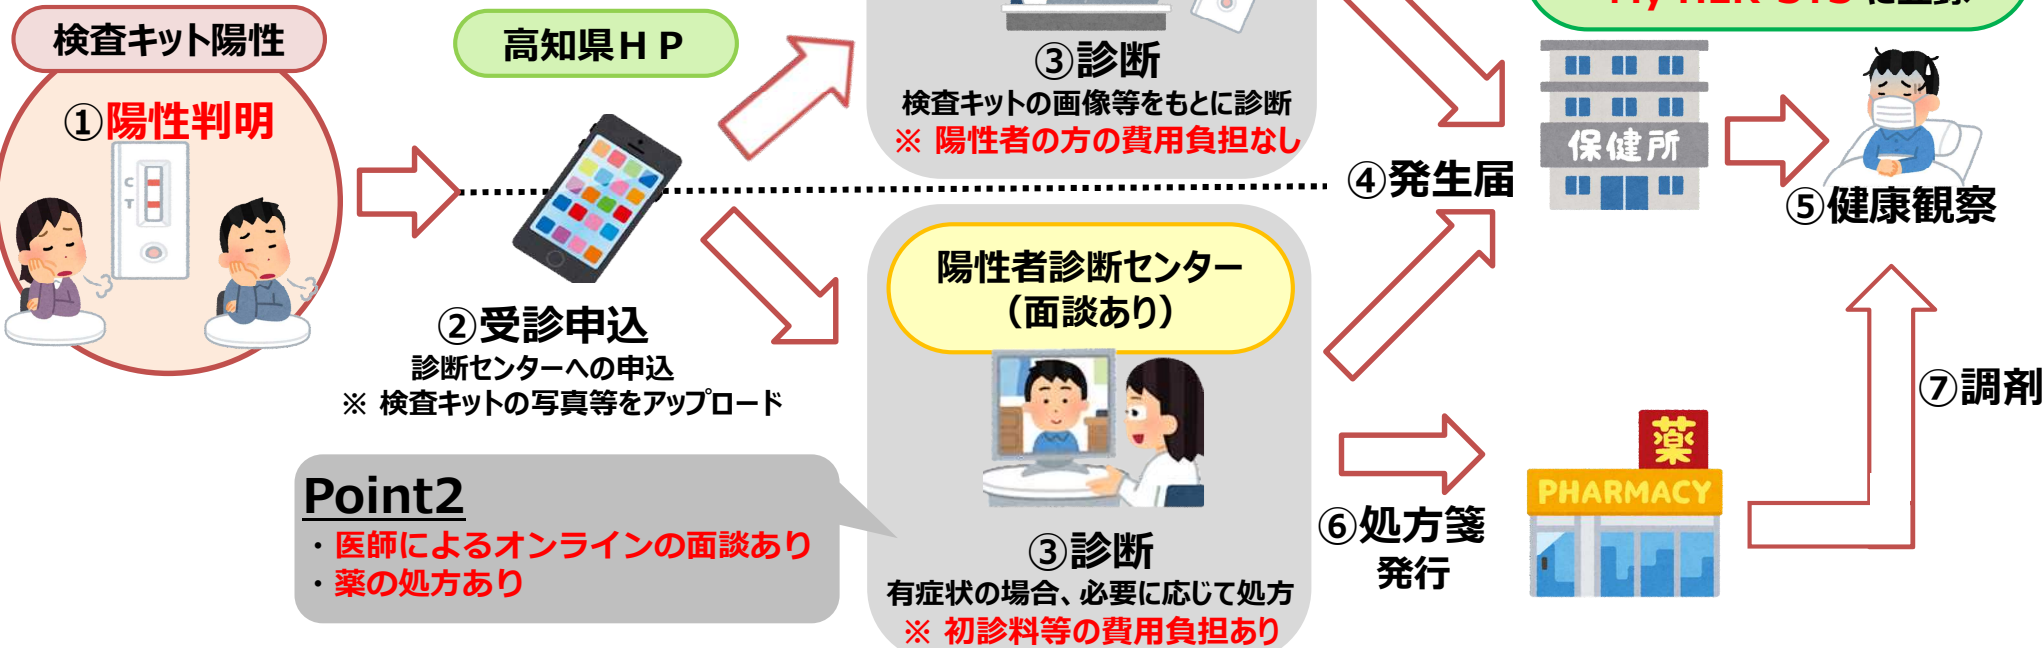 検査キット陽性
①陽性判明
C
T
高知県ＨＰ
②受診申込
診断センターへの申込
※ 検査キットの写真等をアップロード
③診断
検査キットの画像等をもとに診断
※ 陽性者の方の費用負担なし
陽性者診断センター
（面談あり）
③診断
有症状の場合、必要に応じて処方
※ 初診料等の費用負担あり
Point2
・医師によるオンラインの面談あり
・薬の処方あり
④発生届
保健所
⑤健康観察
⑥処方箋
発行
薬
PHARMACY
⑦調剤